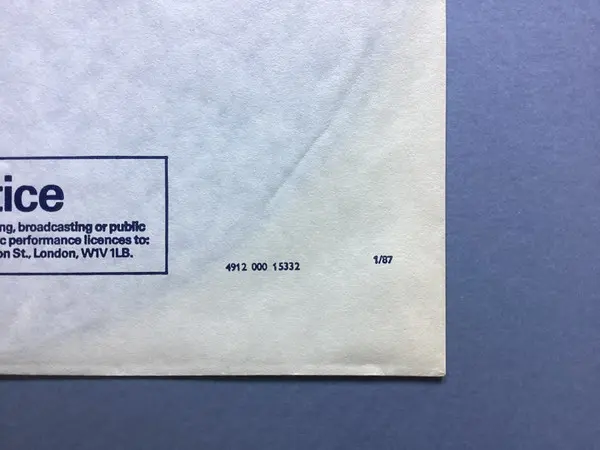 tice
ng, broadcasting or public
c performance licences to:
on St., London, W1V 1LB.
4912 000 15332
1/87